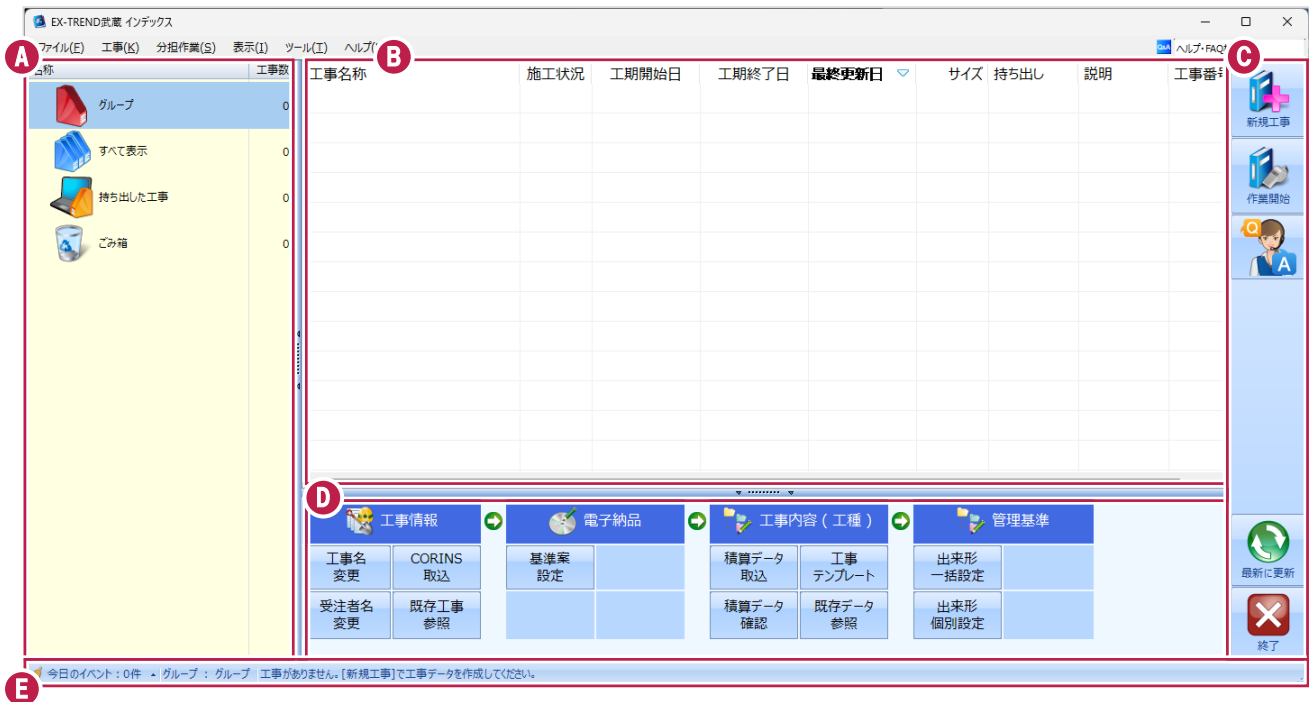 EX-TREND武蔵 インデックス
ファイル(F) 工事(K) 分担作業(S) 表示(I) ツール(T) ヘルプ(
ヘルプ・FAQ
A
B
C
名称 工事数
グループ 0
すべて表示 0
持ち出した工事 0
ごみ箱 0
工事名称 施工状況 工期開始日 工期終了日 最終更新日 サイズ 持ち出し 説明 工事番号
新規工事
作業開始
Q
A
最新に更新
終了
D
工事情報 電子納品 工事内容(工種) 管理基準
工事名
変更
CORINS
取込
基準案
設定
積算データ
取込
工事
テンプレート
出来形
一括設定
受注者名
変更
既存工事
参照
積算データ
確認
既存データ
参照
出来形
個別設定
E
今日のイベント:0件 グループ : グループ 工事がありません。[新規工事]で工事データを作成してください。